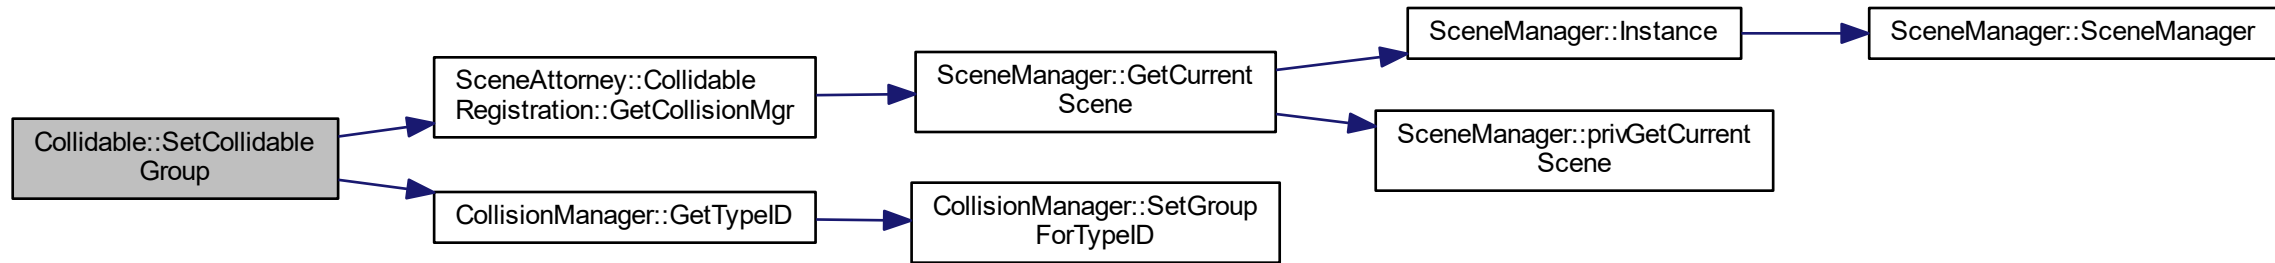 Collidable::SetCollidable
Group
SceneAttorney::Collidable
Registration::GetCollisionMgr
CollisionManager::GetTypeID
SceneManager::GetCurrent
Scene
CollisionManager::SetGroup
ForTypeID
SceneManager::Instance
SceneManager::privGetCurrent
Scene
SceneManager::SceneManager